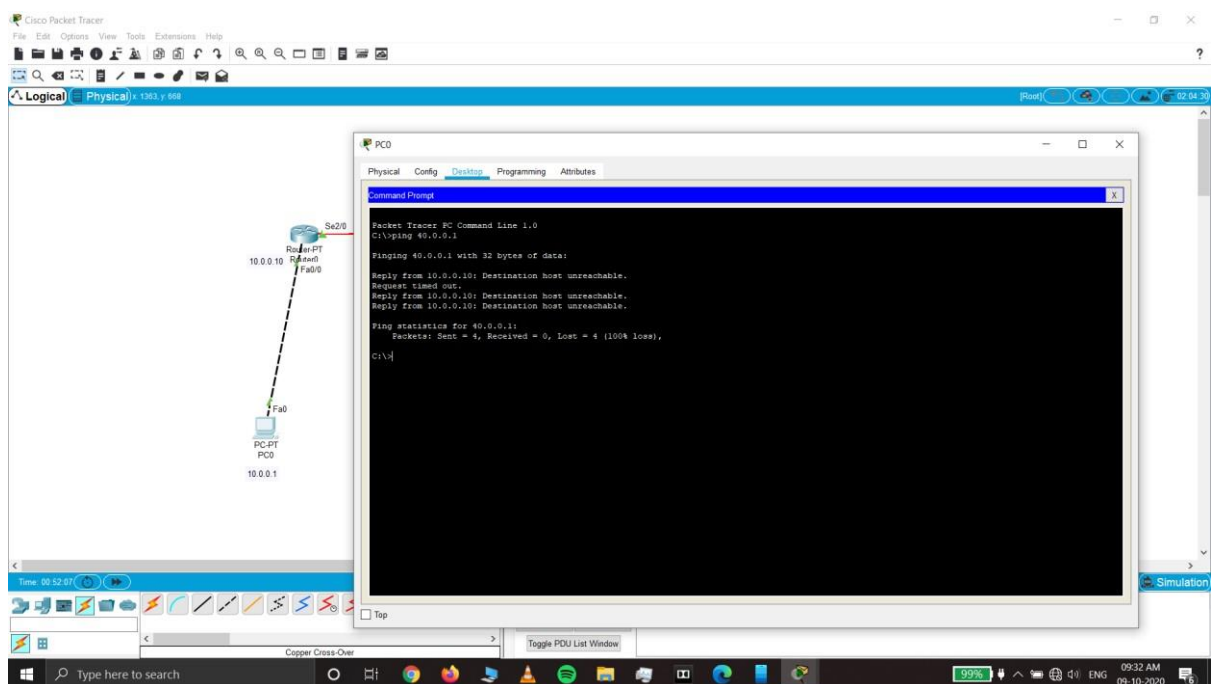 Cisco Packet Tracer
File Edit Options View Tools Extensions Help
?
Logical Physical x: 1363, y: 668 [Root] 02:04:30
PC0
Physical Config Desktop Programming Attributes
Command Prompt X
Packet Tracer PC Command Line 1.0
C:\>ping 40.0.0.1
Pinging 40.0.0.1 with 32 bytes of data:
Reply from 10.0.0.10: Destination host unreachable.
Request timed out.
Reply from 10.0.0.10: Destination host unreachable.
Reply from 10.0.0.10: Destination host unreachable.
Ping statistics for 40.0.0.1:
Packets: Sent = 4, Received = 0, Lost = 4 (100% loss),
C:\>
Se2/0
Router-PT
10.0.0.10 Router0
Fa0/0
Fa0
PC-PT
PC0
10.0.0.1
Time: 00:52:07 Simulation
Top
Toggle PDU List Window
Copper Cross-Over
Type here to search 99% ENG 09:32 AM
09-10-2020
6